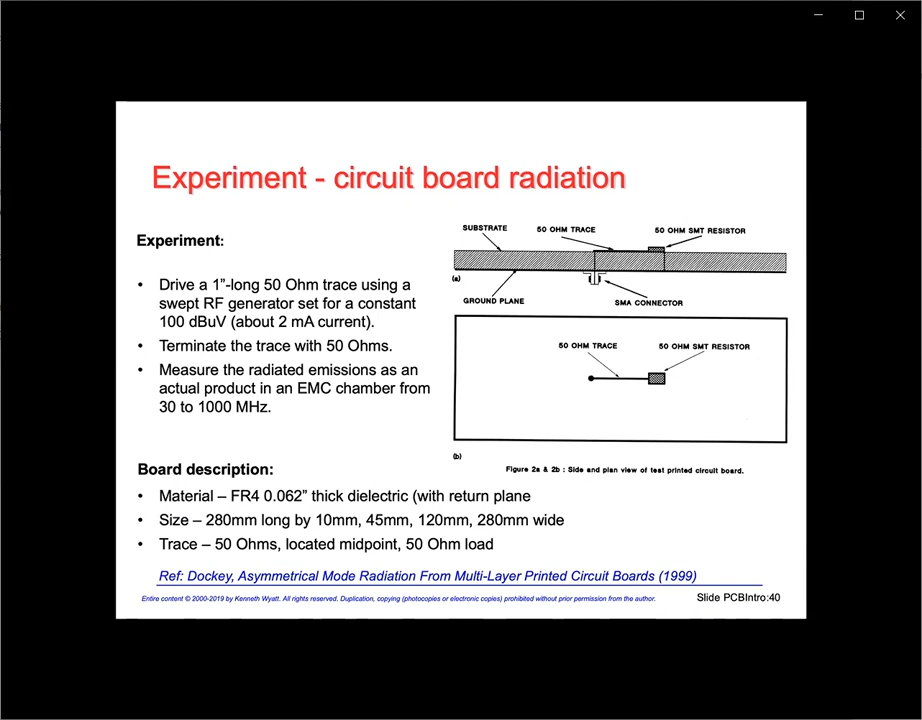 Experiment - circuit board radiation
Experiment:
• Drive a 1”-long 50 Ohm trace using a
swept RF generator set for a constant
100 dBuV (about 2 mA current).
• Terminate the trace with 50 Ohms.
• Measure the radiated emissions as an
actual product in an EMC chamber from
30 to 1000 MHz.
SUBSTRATE
50 OHM TRACE
50 OHM SMT RESISTOR
(a)
GROUND PLANE
SMA CONNECTOR
50 OHM TRACE
50 OHM SMT RESISTOR
(b)
Figure 2a & 2b : Side and plan view of test printed circuit board.
Board description:
• Material – FR4 0.062” thick dielectric (with return plane
• Size – 280mm long by 10mm, 45mm, 120mm, 280mm wide
• Trace – 50 Ohms, located midpoint, 50 Ohm load
Ref: Dockey, Asymmetrical Mode Radiation From Multi-Layer Printed Circuit Boards (1999)
Entire content © 2000-2019 by Kenneth Wyatt. All rights reserved. Duplication, copying (photocopies or electronic copies) prohibited without prior permission from the author.
Slide PCBIntro:40